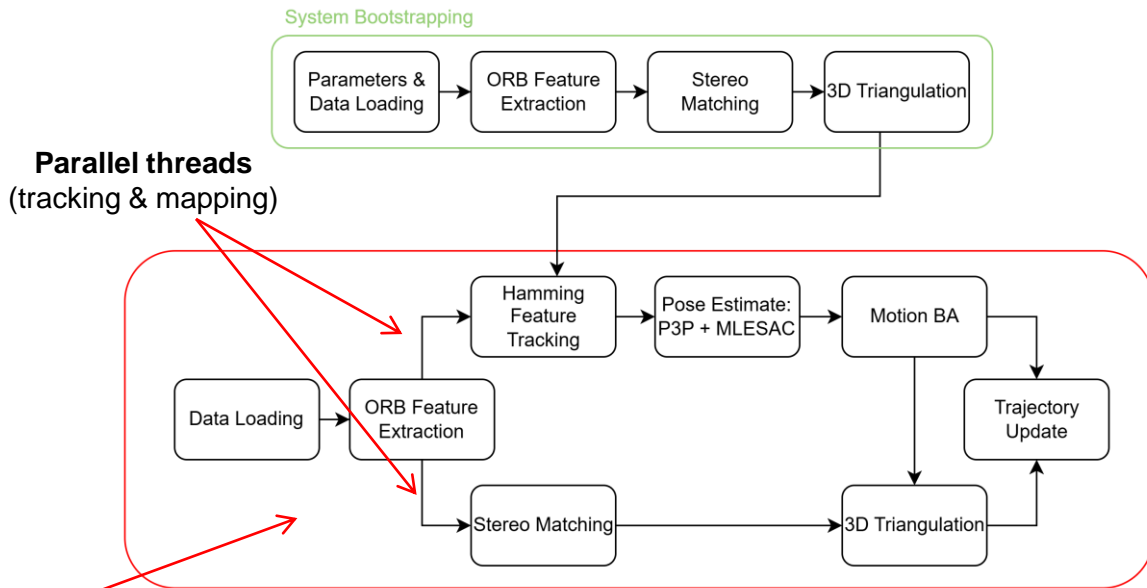 System Bootstrapping
Parameters &
Data Loading
ORB Feature
Extraction
Stereo
Matching
3D Triangulation
Parallel threads
(tracking & mapping)
Hamming
Feature
Tracking
Pose Estimate:
P3P + MLESAC
Motion BA
Data Loading
ORB Feature
Extraction
Trajectory
Update
Stereo Matching
3D Triangulation